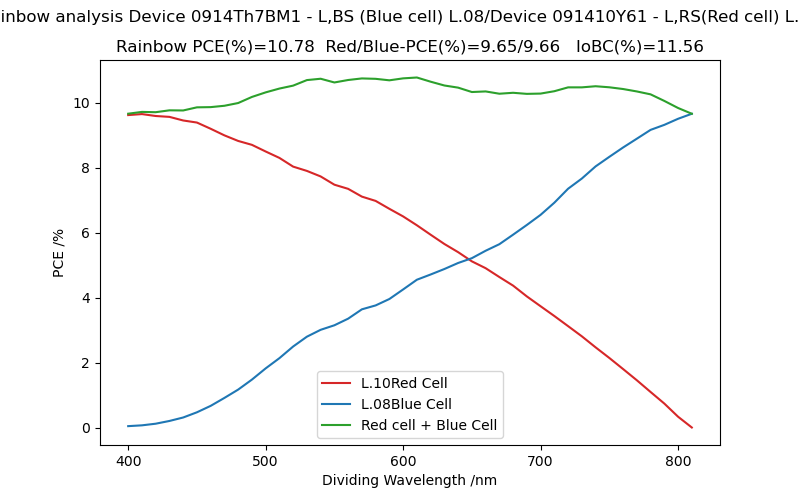 inbow analysis Device 0914Th7BM1 - L,BS (Blue cell) L.08/Device 091410Y61 - L,RS(Red cell) L.
Rainbow PCE(%)=10.78 Red/Blue-PCE(%)=9.65/9.66 IoBC(%)=11.56
PCE /%
10
8
6
4
2
0
L.10Red Cell
L.08Blue Cell
Red cell + Blue Cell
400 500 600 700 800
Dividing Wavelength /nm